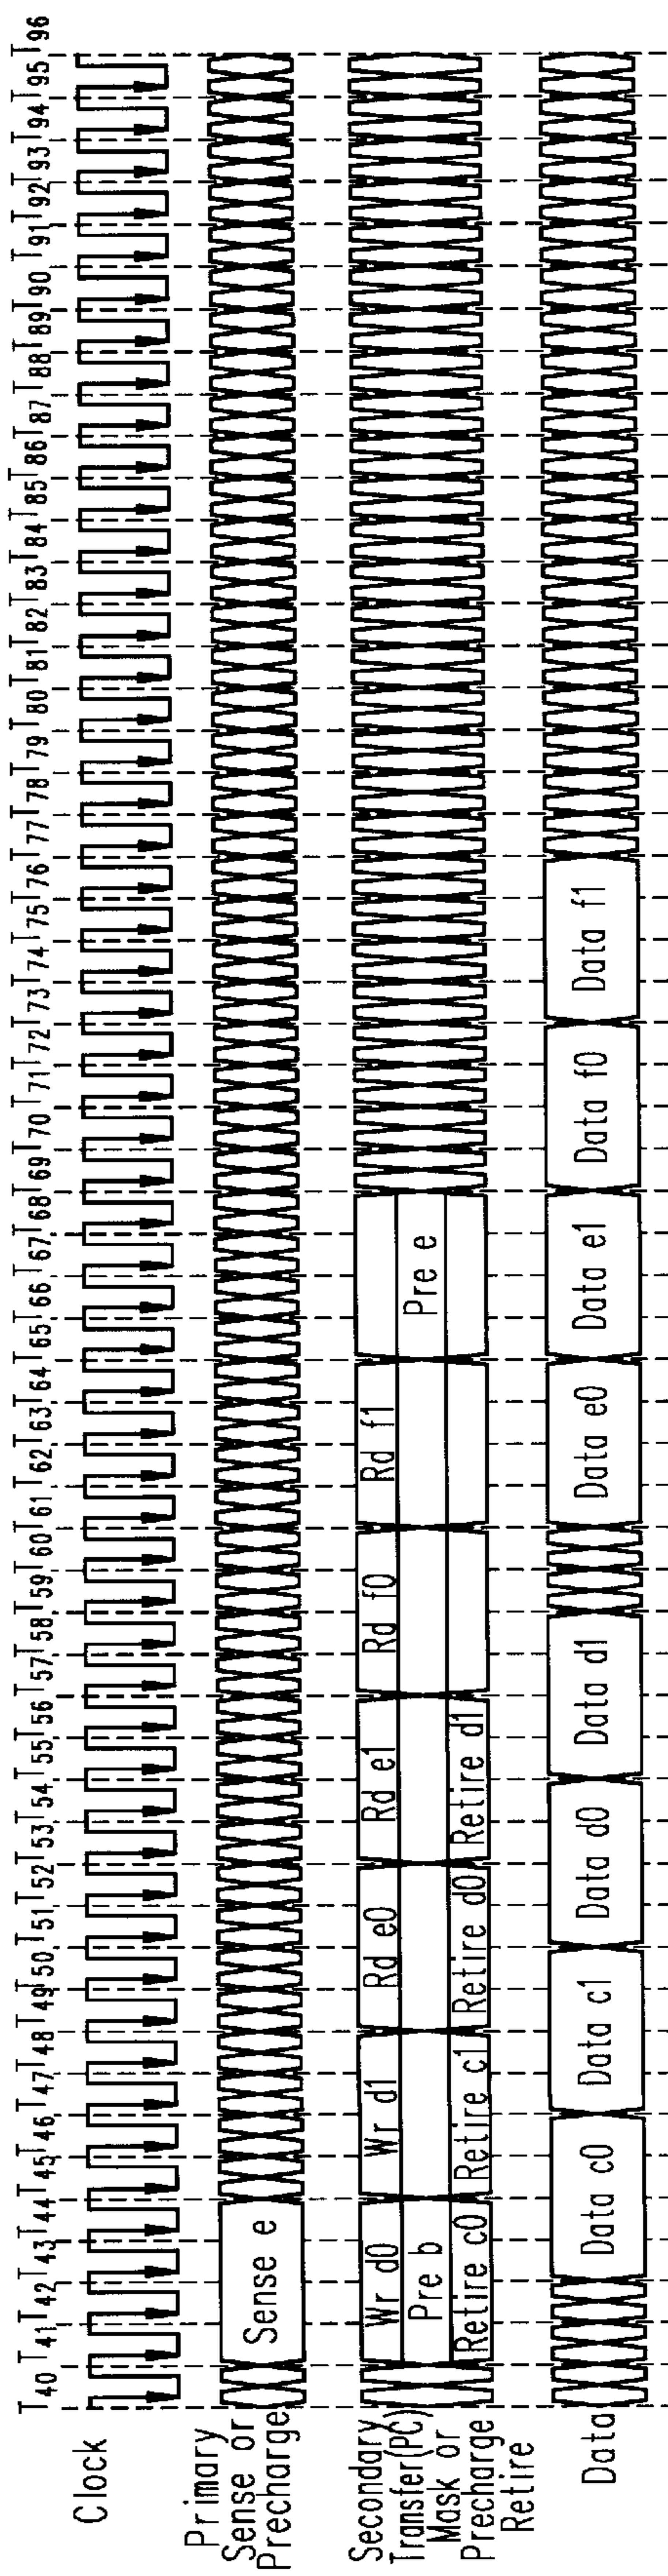 T40 T41 T42 T43 T44 T45 T46 T47 T48 T49 T50 T51 T52 T53 T54 T55 T56 T57 T58 T59 T60 T61 T62 T63 T64 T65 T66 T67 T68 T69 T70 T71 T72 T73 T74 T75 T76 T77 T78 T79 T80 T81 T82 T83 T84 T85 T86 T87 T88 T89 T90 T91 T92 T93 T94 T95 T96
Clock
Primary
Sense or
Precharge
Sense e
Secondary
Transfer(PC)
Mask or
Precharge
Retire
Wr d0 Wr d1 Rd e0 Rd e1 Rd f0 Rd f1
Pre b Pre e
Retire c0 Retire c1 Retire d0 Retire d1
Data
Data c0 Data c1 Data d0 Data d1 Data e0 Data e1 Data f0 Data f1